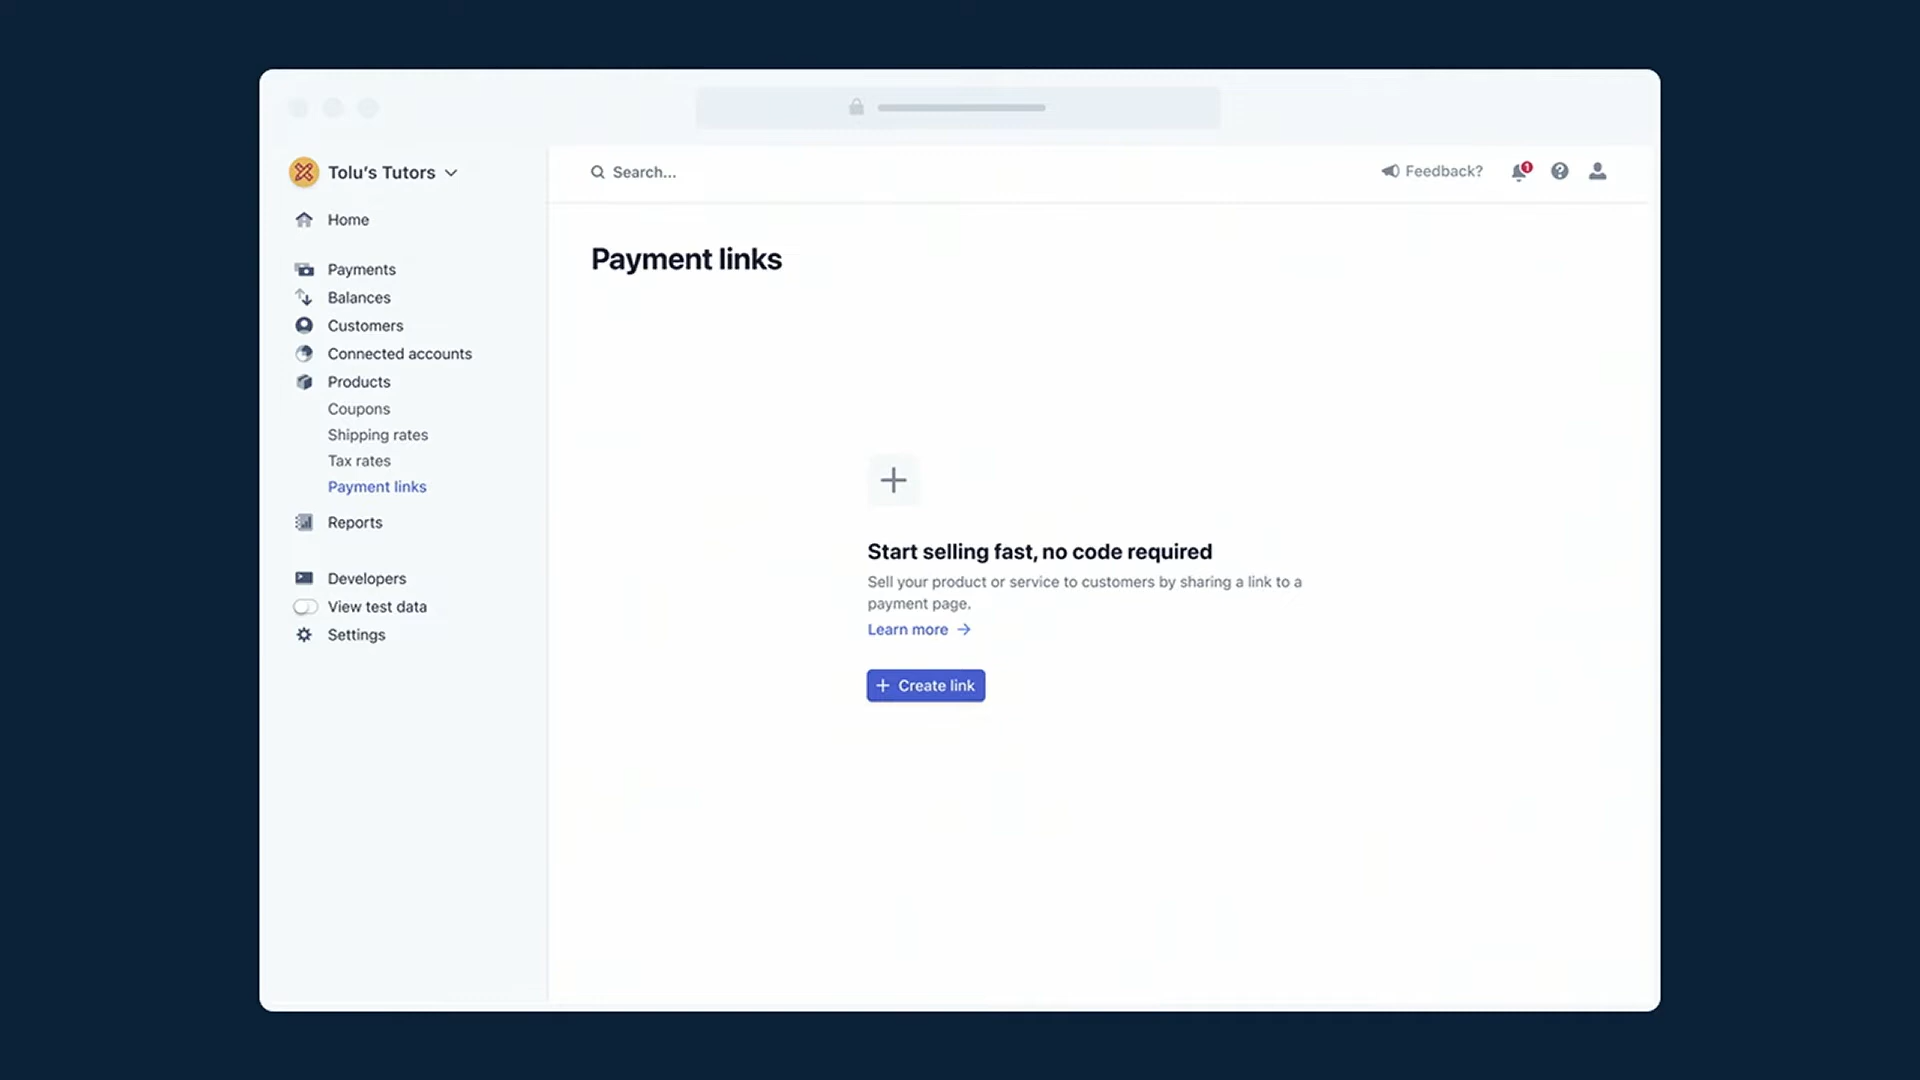 Tolu's Tutors
Search...
Feedback?
1
Home
Payments
Balances
Customers
Connected accounts
Products
Coupons
Shipping rates
Tax rates
Payment links
Reports
Developers
View test data
Settings
Payment links
Start selling fast, no code required
Sell your product or service to customers by sharing a link to a
payment page.
Learn more →
+ Create link